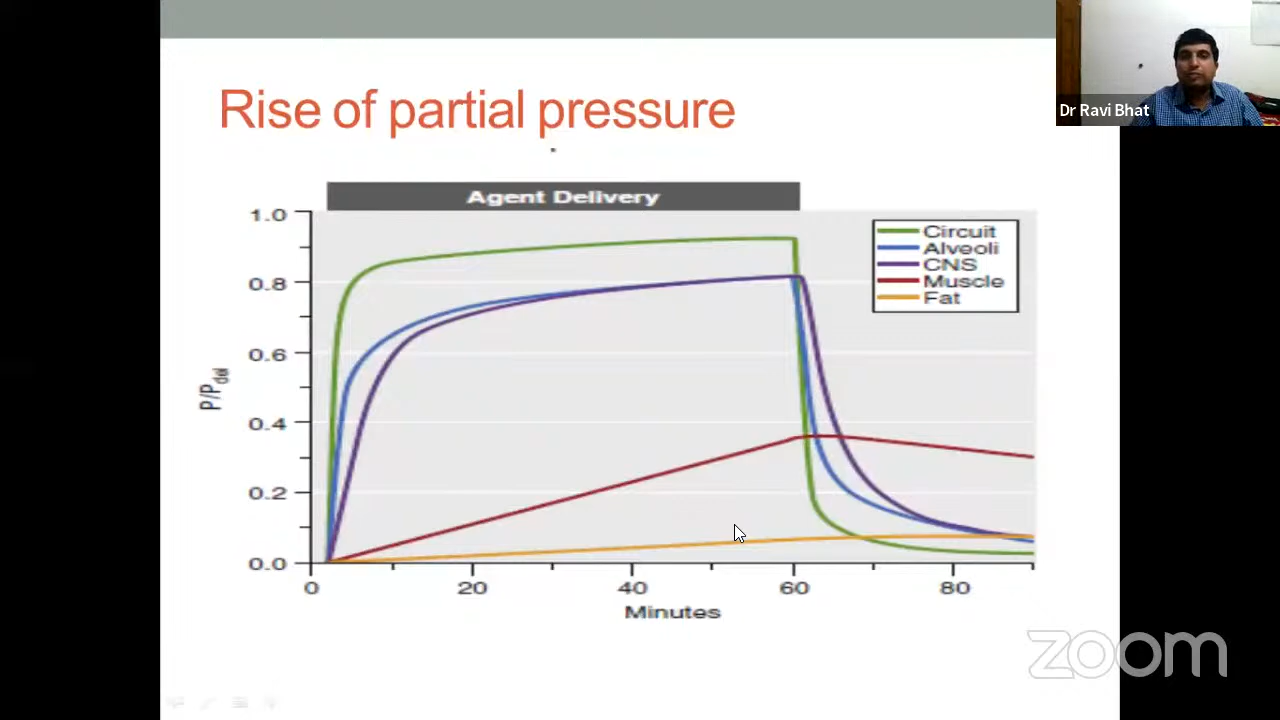 Rise of partial pressure
Dr Ravi Bhat
Agent Delivery
1.0
0.8
0.6
0.4
0.2
0.0
P/Pdel
Circuit
Alveoli
CNS
Muscle
Fat
0
20
40
60
80
Minutes
zoom